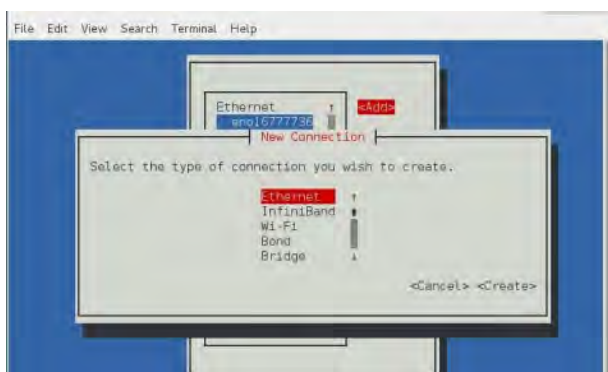 File Edit View Search Terminal Help
Ethernet ↑ <Add>
eno16777736
New Connection
Select the type of connection you wish to create.
Ethernet ↑
InfiniBand
Wi-Fi
Bond
Bridge ↓
<Cancel> <Create>